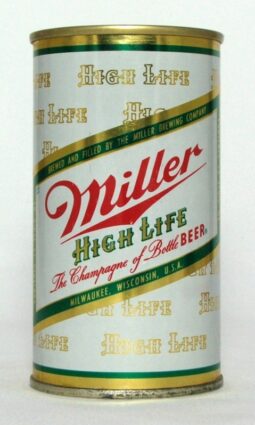 HIGH LIFE
HIGH LIFE
BREWED AND FILLED BY THE MILLER BREWING COMPANY
Miller
HIGH LIFE
The Champagne of Bottle BEER
MILWAUKEE, WISCONSIN, U.S.A.
HIGH LIFE
HIGH LIFE